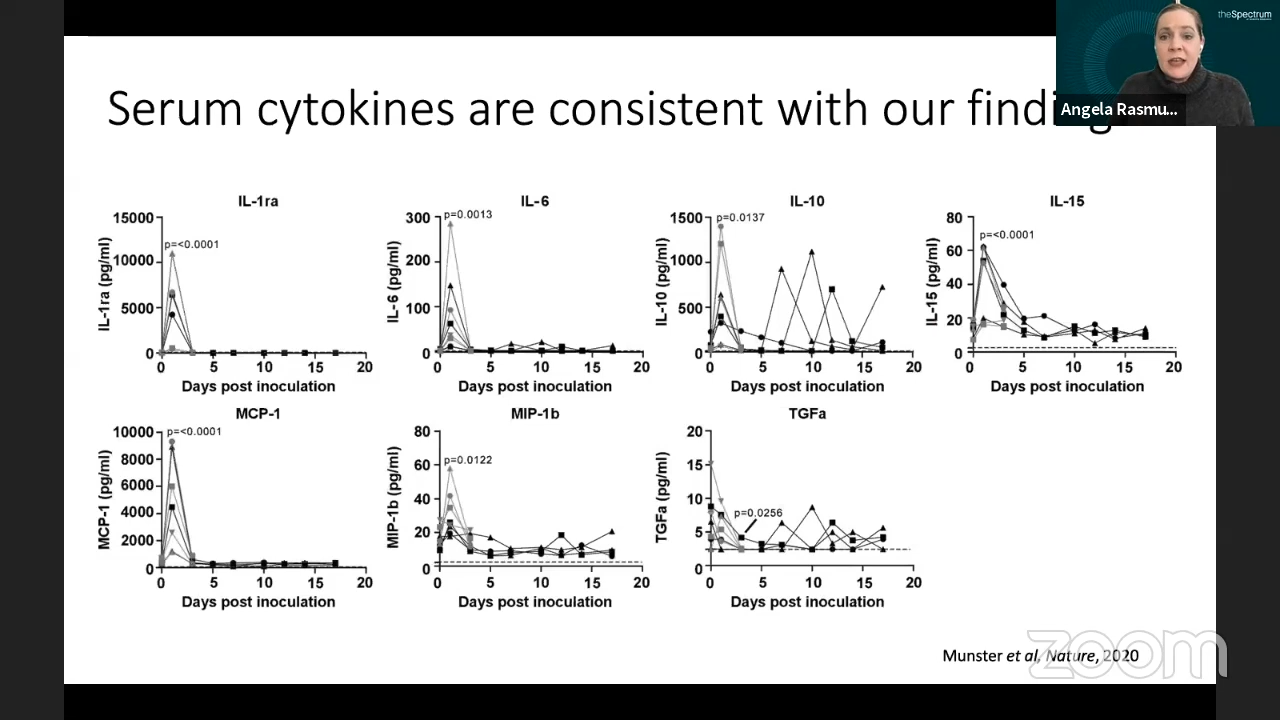 theSpectrum
Angela Rasmu...
Serum cytokines are consistent with our finding
IL-1ra
IL-1ra (pg/ml)
15000
10000
5000
0
p=<0.0001
0 5 10 15 20
Days post inoculation
IL-6
IL-6 (pg/ml)
300
200
100
0
p=0.0013
0 5 10 15 20
Days post inoculation
IL-10
IL-10 (pg/ml)
1500
1000
500
0
p=0.0137
0 5 10 15 20
Days post inoculation
IL-15
IL-15 (pg/ml)
80
60
40
20
0
p=<0.0001
0 5 10 15 20
Days post inoculation
MCP-1
MCP-1 (pg/ml)
10000
8000
6000
4000
2000
0
p=<0.0001
0 5 10 15 20
Days post inoculation
MIP-1b
MIP-1b (pg/ml)
80
60
40
20
0
p=0.0122
0 5 10 15 20
Days post inoculation
TGFa
TGFa (pg/ml)
20
15
10
5
0
p=0.0256
0 5 10 15 20
Days post inoculation
Munster et al, Nature, 2020
zoom